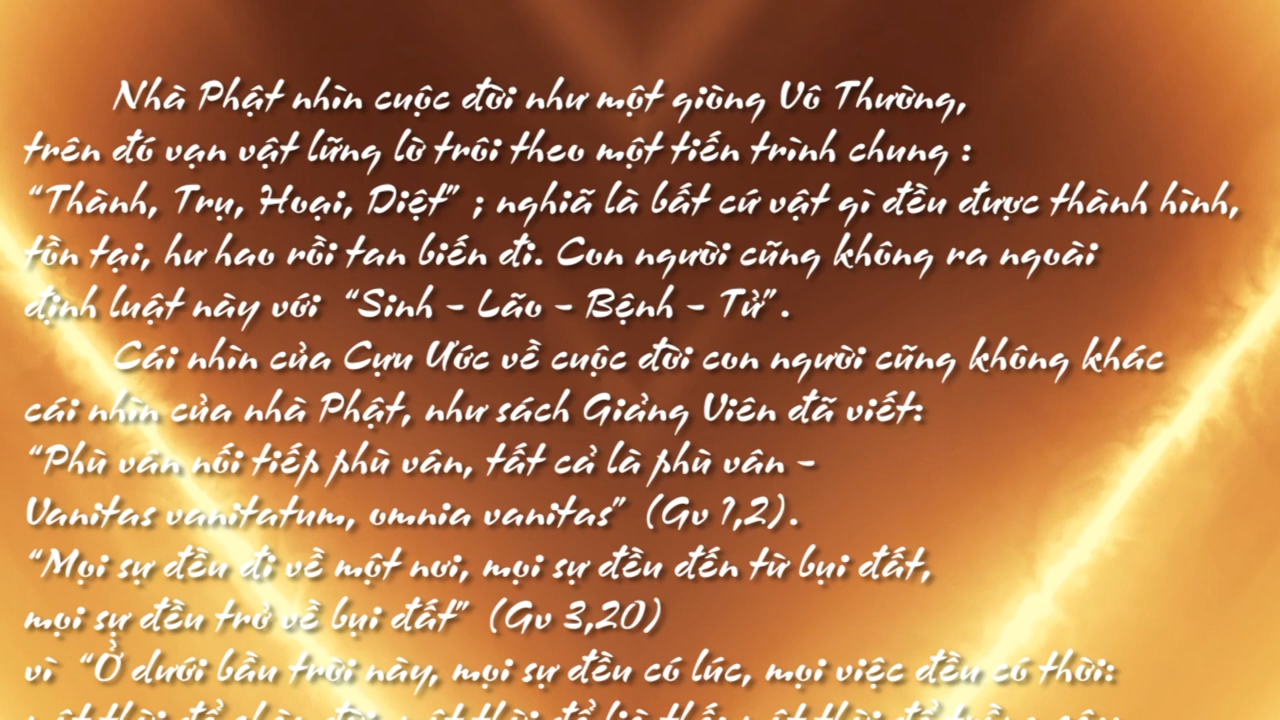 Nhà Phật nhìn cuộc đời như một giòng Vô Thường,
trên đó vạn vật lững lờ trôi theo một tiến trình chung :
“Thành, Trụ, Hoại, Diệt” ; nghiã là bất cứ vật gì đều được thành hình,
tồn tại, hư hao rồi tan biến đi. Con người cũng không ra ngoài
định luật này với “Sinh – Lão – Bệnh – Tử”.
Cái nhìn của Cựu Ước về cuộc đời con người cũng không khác
cái nhìn của nhà Phật, như sách Giảng Viên đã viết:
“Phù vân nối tiếp phù vân, tất cả là phù vân –
Vanitas vanitatum, omnia vanitas” (Gv 1,2).
“Mọi sự đều đi về một nơi, mọi sự đều đến từ bụi đất,
mọi sự đều trở về bụi đất” (Gv 3,20)
vì “Ở dưới bầu trời này, mọi sự đều có lúc, mọi việc đều có thời: